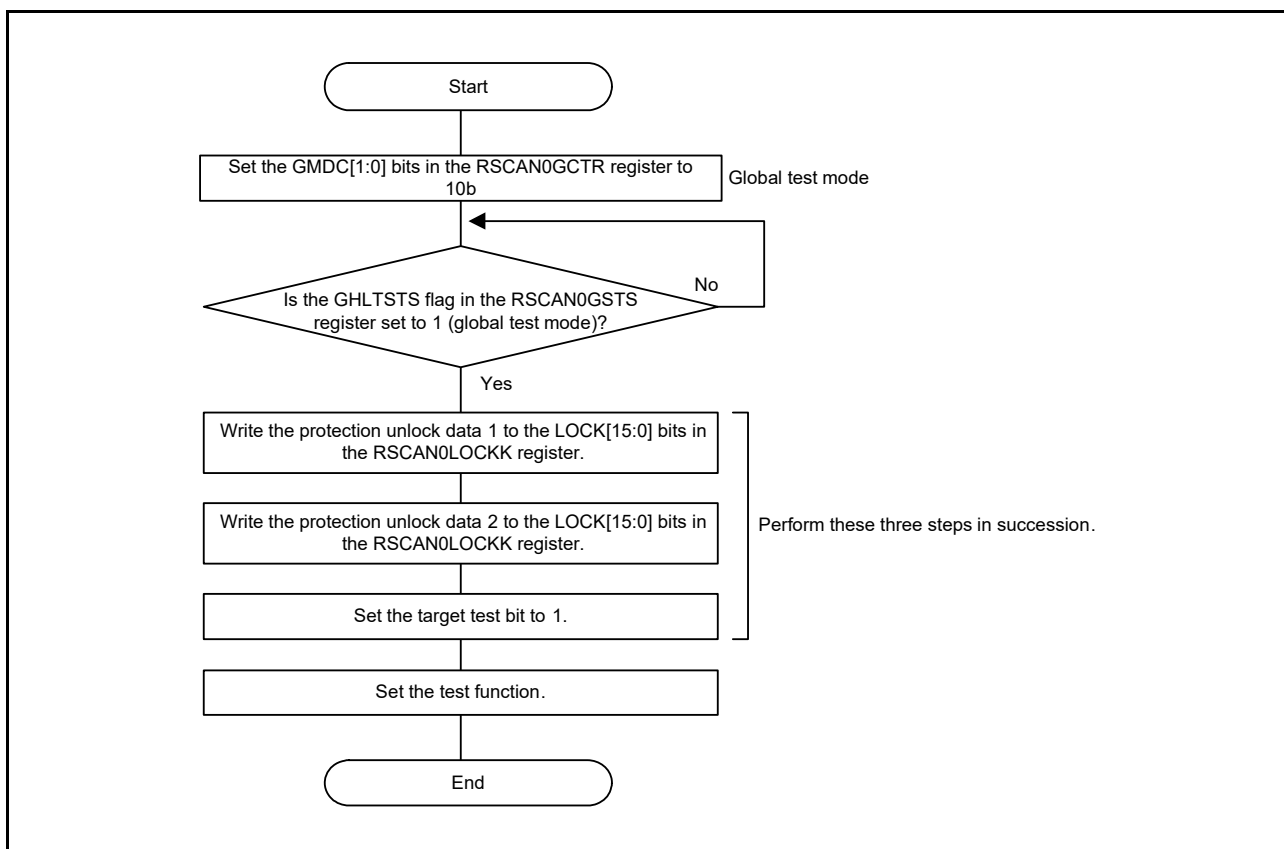 Start
Set the GMDC[1:0] bits in the RSCAN0GCTR register to
10b
Global test mode
Is the GHLTSTS flag in the RSCAN0GSTS
register set to 1 (global test mode)?
No
Yes
Write the protection unlock data 1 to the LOCK[15:0] bits in
the RSCAN0LOCKK register.
Write the protection unlock data 2 to the LOCK[15:0] bits in
the RSCAN0LOCKK register.
Perform these three steps in succession.
Set the target test bit to 1.
Set the test function.
End